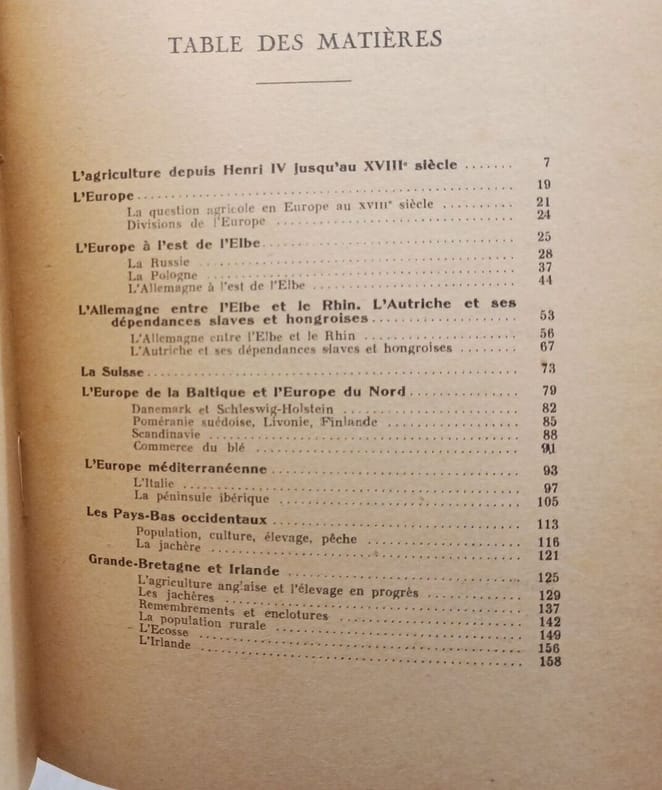 TABLE DES MATIÈRES
L'agriculture depuis Henri IV jusqu'au XVIIIe siècle ....... 7
L'Europe ........ 19
La question agricole en Europe au XVIIIe siècle ........ 21
Divisions de l'Europe ........ 24
L'Europe à l'est de l'Elbe ........ 25
La Russie ........ 28
La Pologne ........ 37
L'Allemagne à l'est de l'Elbe ........ 44
L'Allemagne entre l'Elbe et le Rhin. L'Autriche et ses
dépendances slaves et hongroises ........ 53
L'Allemagne entre l'Elbe et le Rhin ........ 56
L'Autriche et ses dépendances slaves et hongroises ........ 67
La Suisse ........ 73
L'Europe de la Baltique et l'Europe du Nord ........ 79
Danemark et Schleswig-Holstein ........ 82
Poméranie suédoise, Livonie, Finlande ........ 85
Scandinavie ........ 88
Commerce du blé ........ 91
L'Europe méditerranéenne ........ 93
L'Italie ........ 97
La péninsule ibérique ........ 105
Les Pays-Bas occidentaux ........ 113
Population, culture, élevage, pêche ........ 116
La jachère ........ 121
Grande-Bretagne et Irlande ........ 125
L'agriculture ang'aise et l'élevage en progrès ........ 129
Les jachères ........ 137
Remembrements et enclotures ........ 142
La population rurale ........ 149
L'Ecosse ........ 156
L'Irlande ........ 158